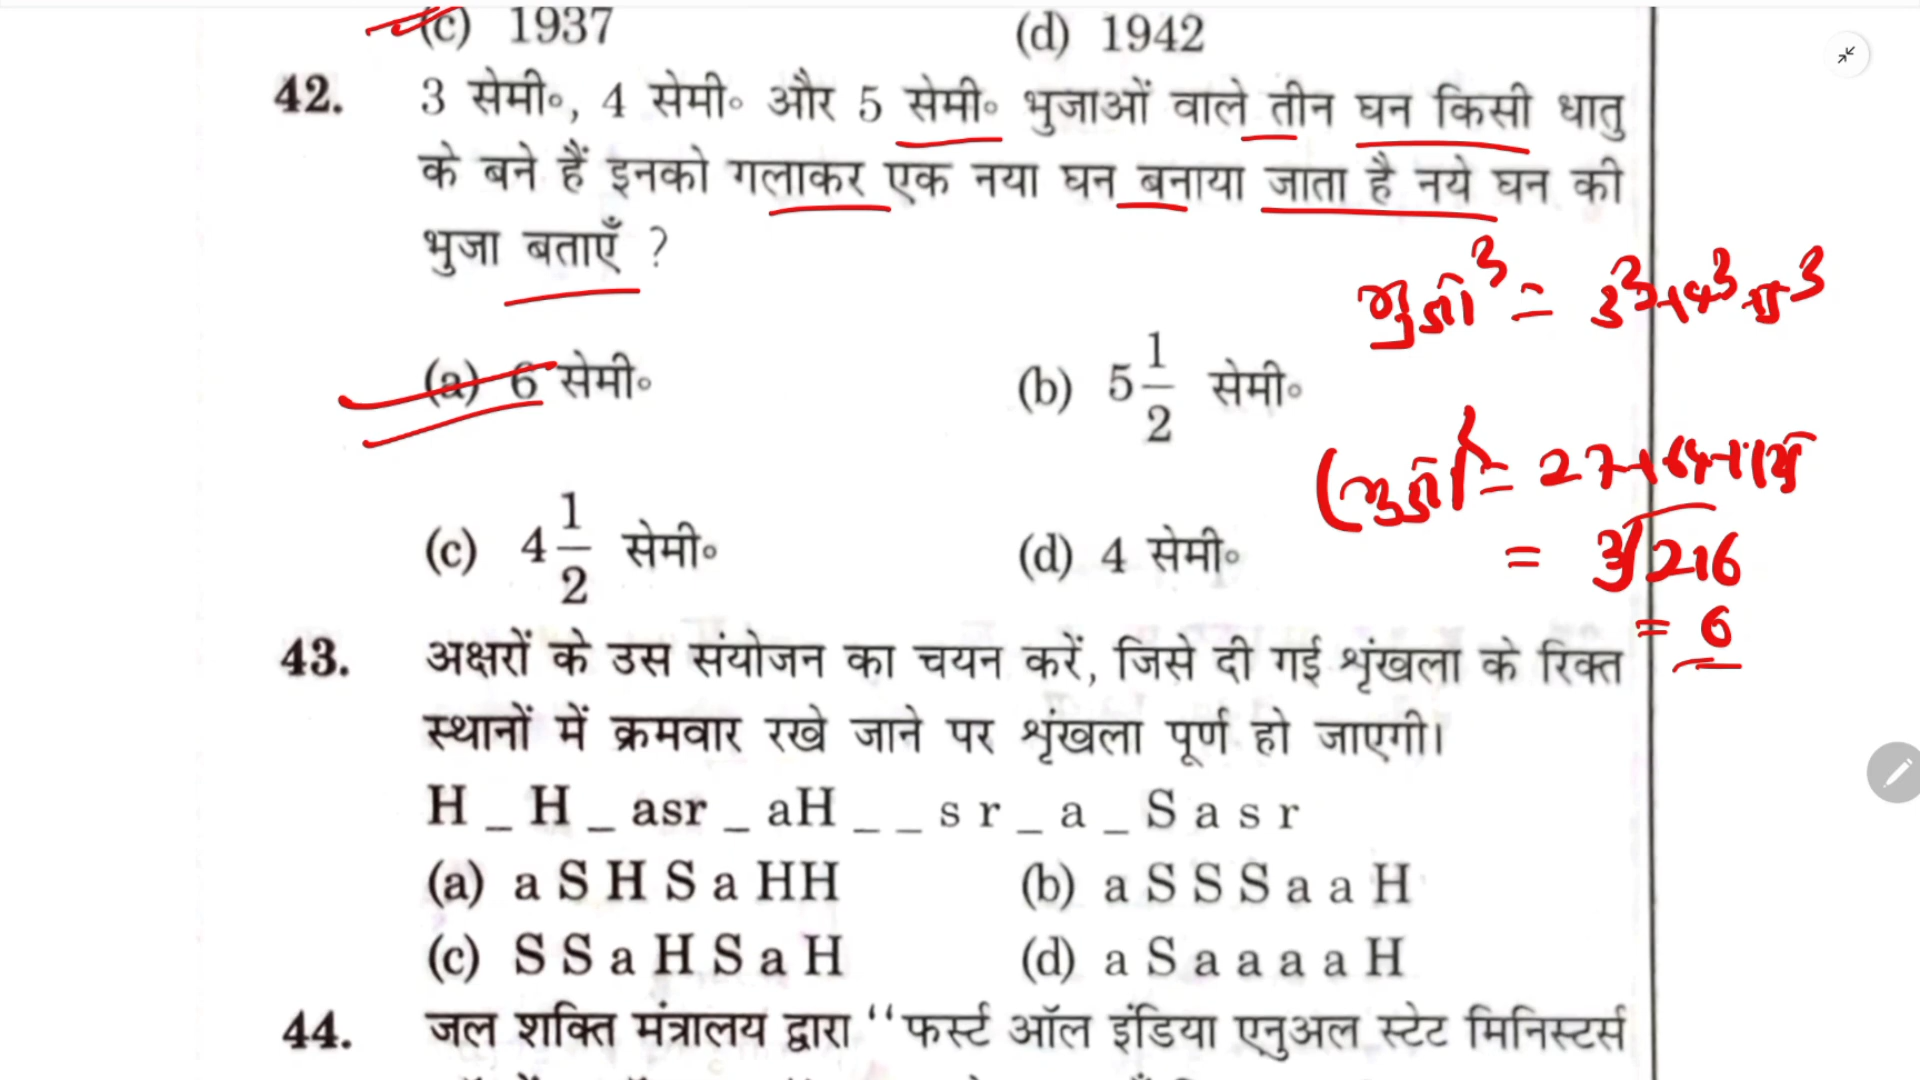 (c) 1937 (d) 1942
42. 3 सेमी॰, 4 सेमी॰ और 5 सेमी॰ भुजाओं वाले तीन घन किसी धातु
के बने हैं इनको गलाकर एक नया घन बनाया जाता है नये घन की
भुजा बताएँ ?
भुजा³ = 3³+4³+5³
(a) 6 सेमी॰ (b) 5 1/2 सेमी॰
(भुजा)³ = 27+64+125
(c) 4 1/2 सेमी॰ (d) 4 सेमी॰
= ∛216
= 6
43. अक्षरों के उस संयोजन का चयन करें, जिसे दी गई शृंखला के रिक्त
स्थानों में क्रमवार रखे जाने पर शृंखला पूर्ण हो जाएगी।
H _ H _ asr _ aH _ _ s r _ a _ S a s r
(a) a S H S a HH (b) a S S S a a H
(c) S S a H S a H (d) a S a a a a H
44. जल शक्ति मंत्रालय द्वारा ‘‘फर्स्ट ऑल इंडिया एनुअल स्टेट मिनिस्टर्स